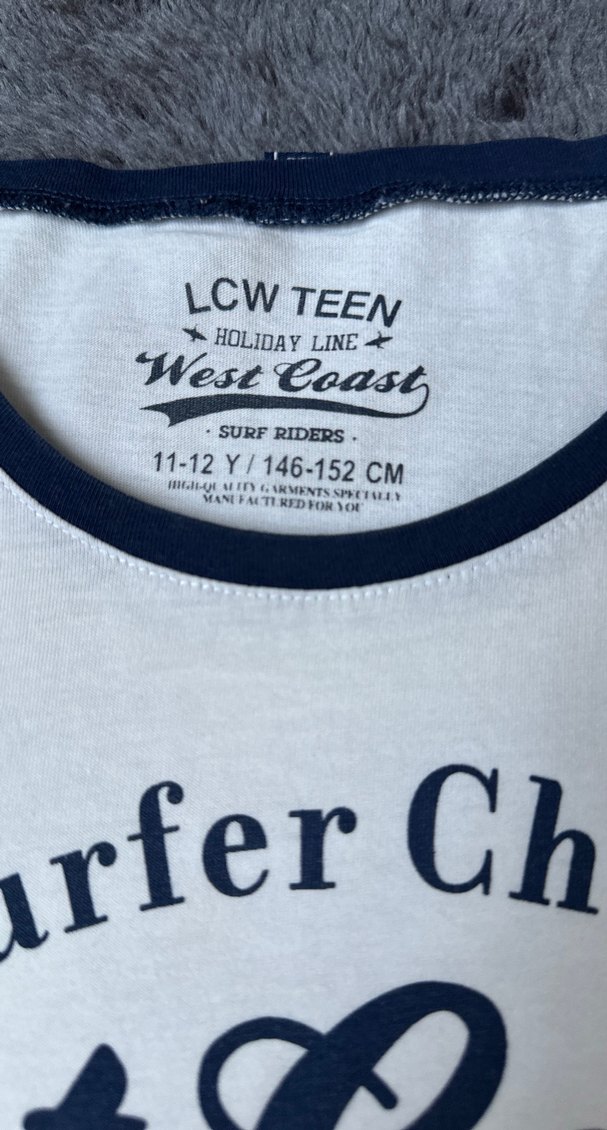 LCW TEEN
HOLIDAY LINE
West Coast
· SURF RIDERS ·
11-12 Y / 146-152 CM
HIGH-QUALITY GARMENTS SPECIALLY
MANUFACTURED FOR YOU
urfer Ch